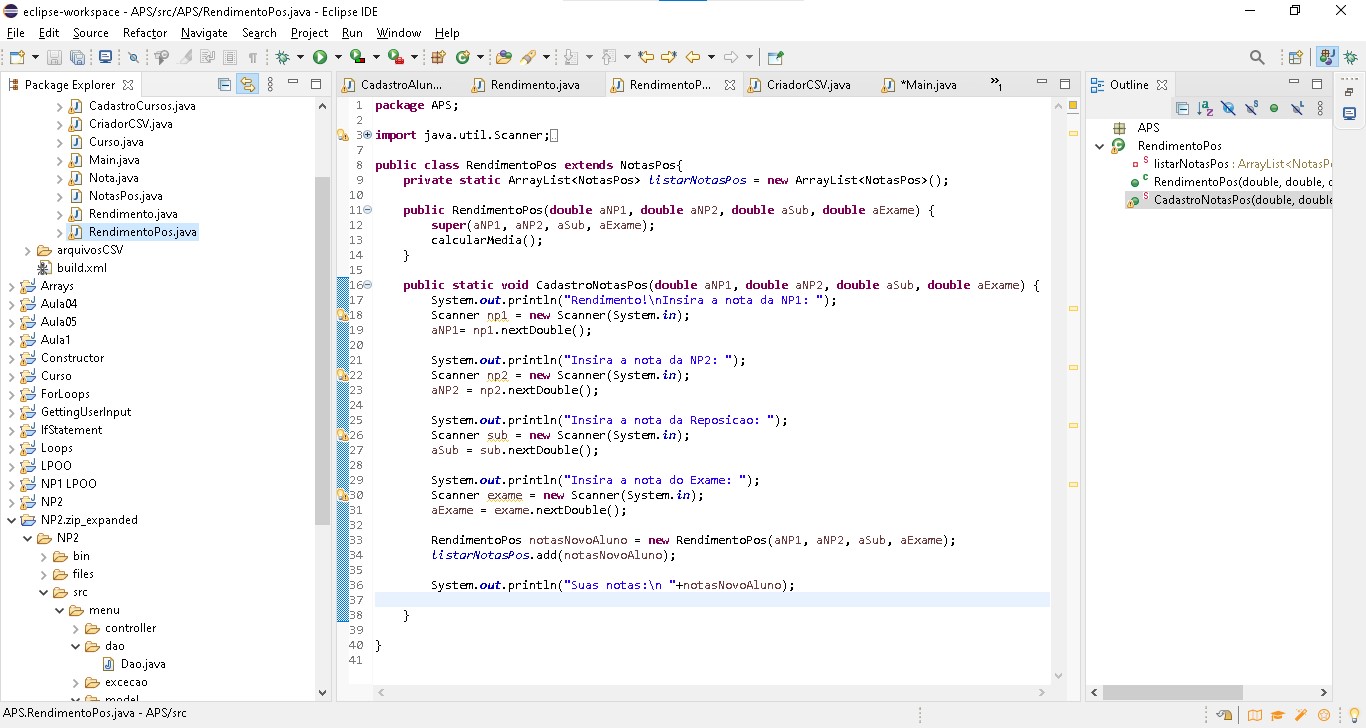 eclipse-workspace - APS/src/APS/RendimentoPos.java - Eclipse IDE
File Edit Source Refactor Navigate Search Project Run Window Help
Package Explorer
CadastroCursos.java
CriadorCSV.java
Curso.java
Main.java
Nota.java
NotasPos.java
Rendimento.java
RendimentoPos.java
arquivosCSV
build.xml
Arrays
Aula04
Aula05
Aula1
Constructor
Curso
ForLoops
GettingUserInput
IfStatement
Loops
LPOO
NP1 LPOO
NP2
NP2.zip_expanded
NP2
bin
files
src
menu
controller
dao
Dao.java
excecao
model
CadastroAlun... Rendimento.java RendimentoP... CriadorCSV.java *Main.java »1
1 package APS;
2
3 import java.util.Scanner;
7
8 public class RendimentoPos extends NotasPos{
9 private static ArrayList<NotasPos> listarNotasPos = new ArrayList<NotasPos>();
10
11 public RendimentoPos(double aNP1, double aNP2, double aSub, double aExame) {
12 super(aNP1, aNP2, aSub, aExame);
13 calcularMedia();
14 }
15
16 public static void CadastroNotasPos(double aNP1, double aNP2, double aSub, double aExame) {
17 System.out.println("Rendimento!\nInsira a nota da NP1: ");
18 Scanner np1 = new Scanner(System.in);
19 aNP1= np1.nextDouble();
20
21 System.out.println("Insira a nota da NP2: ");
22 Scanner np2 = new Scanner(System.in);
23 aNP2 = np2.nextDouble();
24
25 System.out.println("Insira a nota da Reposicao: ");
26 Scanner sub = new Scanner(System.in);
27 aSub = sub.nextDouble();
28
29 System.out.println("Insira a nota do Exame: ");
30 Scanner exame = new Scanner(System.in);
31 aExame = exame.nextDouble();
32
33 RendimentoPos notasNovoAluno = new RendimentoPos(aNP1, aNP2, aSub, aExame);
34 listarNotasPos.add(notasNovoAluno);
35
36 System.out.println("Suas notas:\n "+notasNovoAluno);
37
38 }
39
40 }
41
Outline
APS
RendimentoPos
listarNotasPos : ArrayList<NotasP
RendimentoPos(double, double, d
CadastroNotasPos(double, double
APS.RendimentoPos.java - APS/src